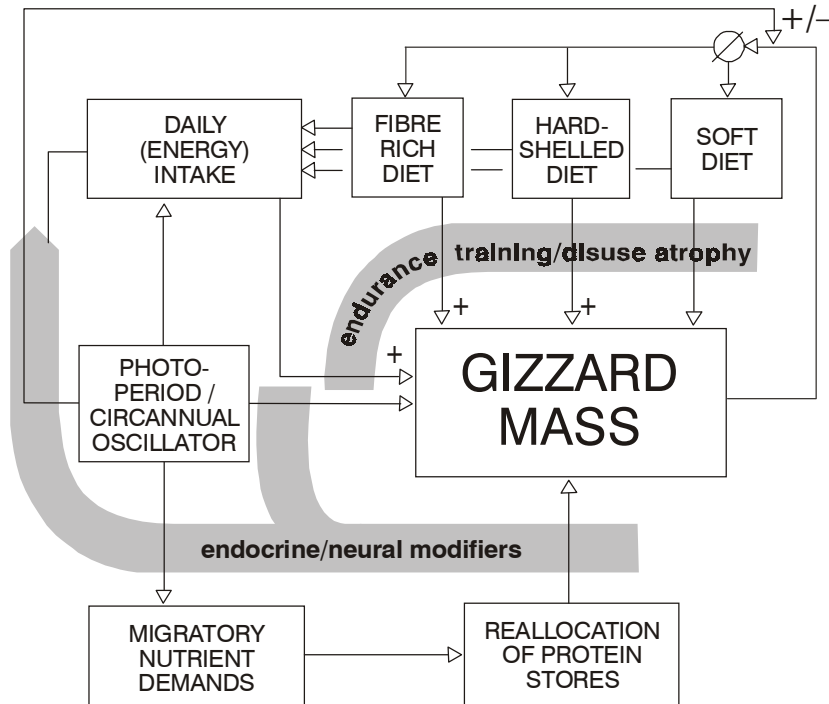 +/–
DAILY
(ENERGY)
INTAKE
FIBRE
RICH
DIET
HARD-
SHELLED
DIET
SOFT
DIET
endurance training/disuse atrophy
+
+
+
PHOTO-
PERIOD /
CIRCANNUAL
OSCILLATOR
GIZZARD
MASS
endocrine/neural modifiers
MIGRATORY
NUTRIENT
DEMANDS
REALLOCATION
OF PROTEIN
STORES